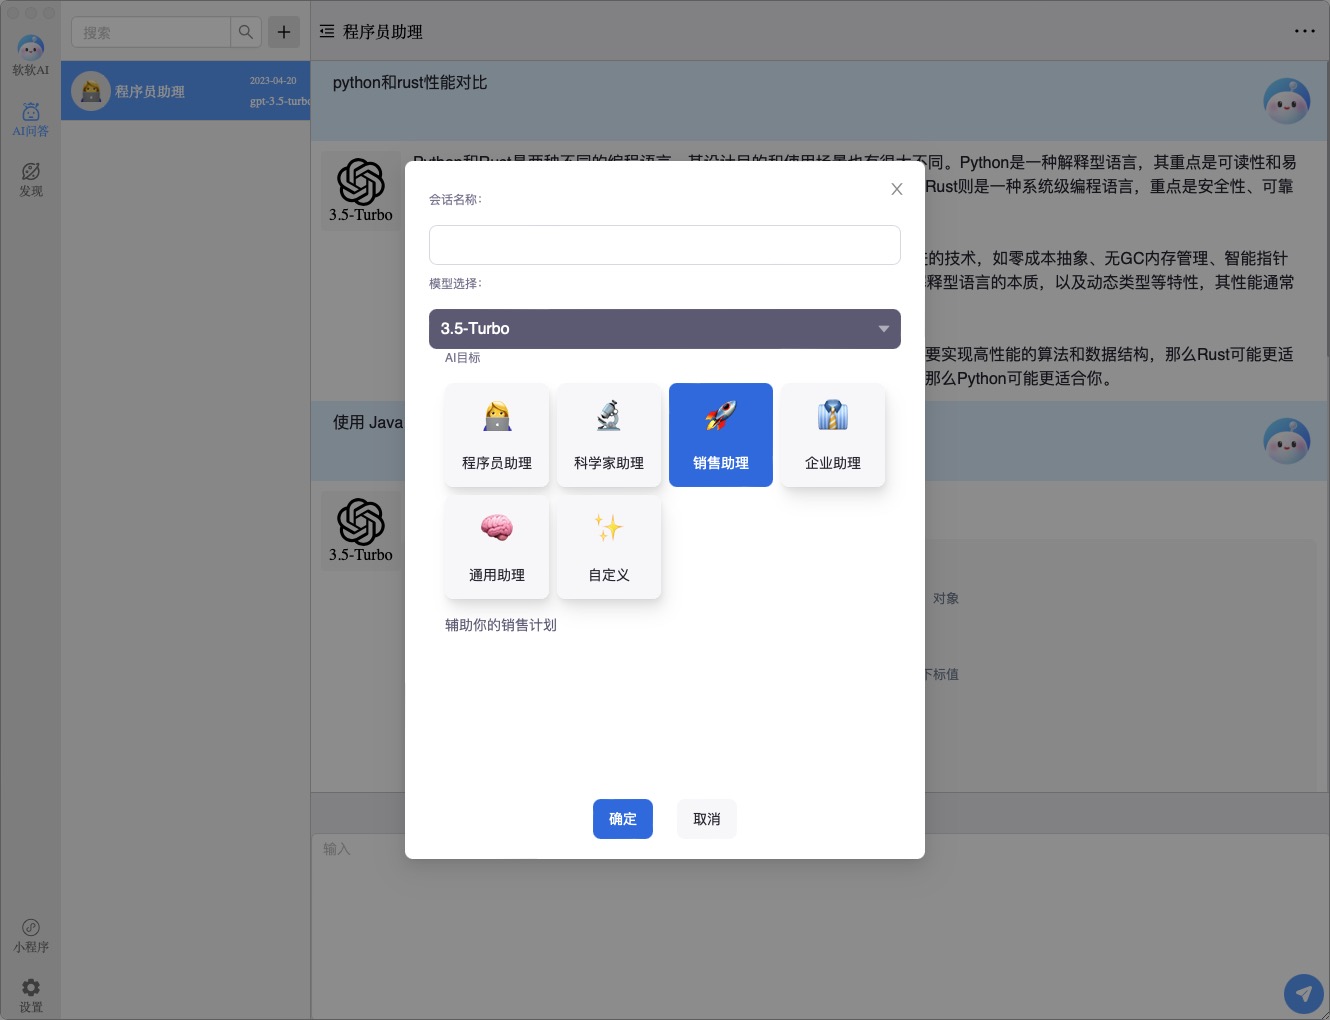 搜索
程序员助理
软软AI
AI问答
发现
程序员助理
2023-04-20
gpt-3.5-turbo
python和rust性能对比
3.5-Turbo
不同。Python是一种解释型语言，其重点是可读性和易
Rust则是一种系统级编程语言，重点是安全性、可靠
的技术，如零成本抽象、无GC内存管理、智能指针
释型语言的本质，以及动态类型等特性，其性能通常
要实现高性能的算法和数据结构，那么Rust可能更适
那么Python可能更适合你。
使用 Java
3.5-Turbo
对象
下标值
会话名称：
模型选择：
3.5-Turbo
AI目标
程序员助理
科学家助理
销售助理
企业助理
通用助理
自定义
辅助你的销售计划
确定
取消
输入
小程序
设置